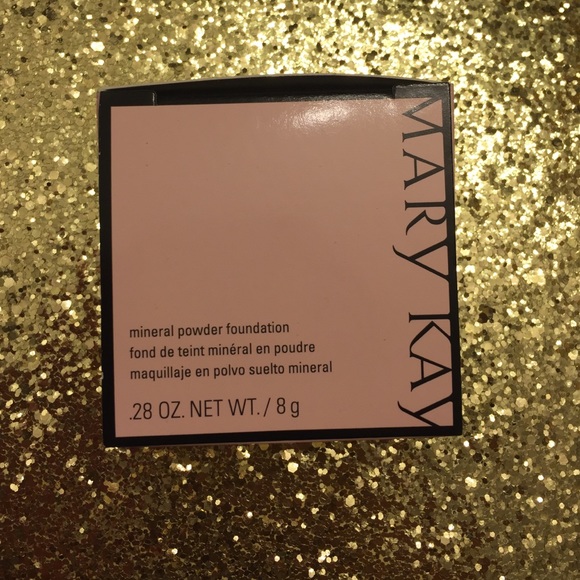 MARY KAY
mineral powder foundation
fond de teint minéral en poudre
maquillaje en polvo suelto mineral
.28 OZ. NET WT. / 8 g